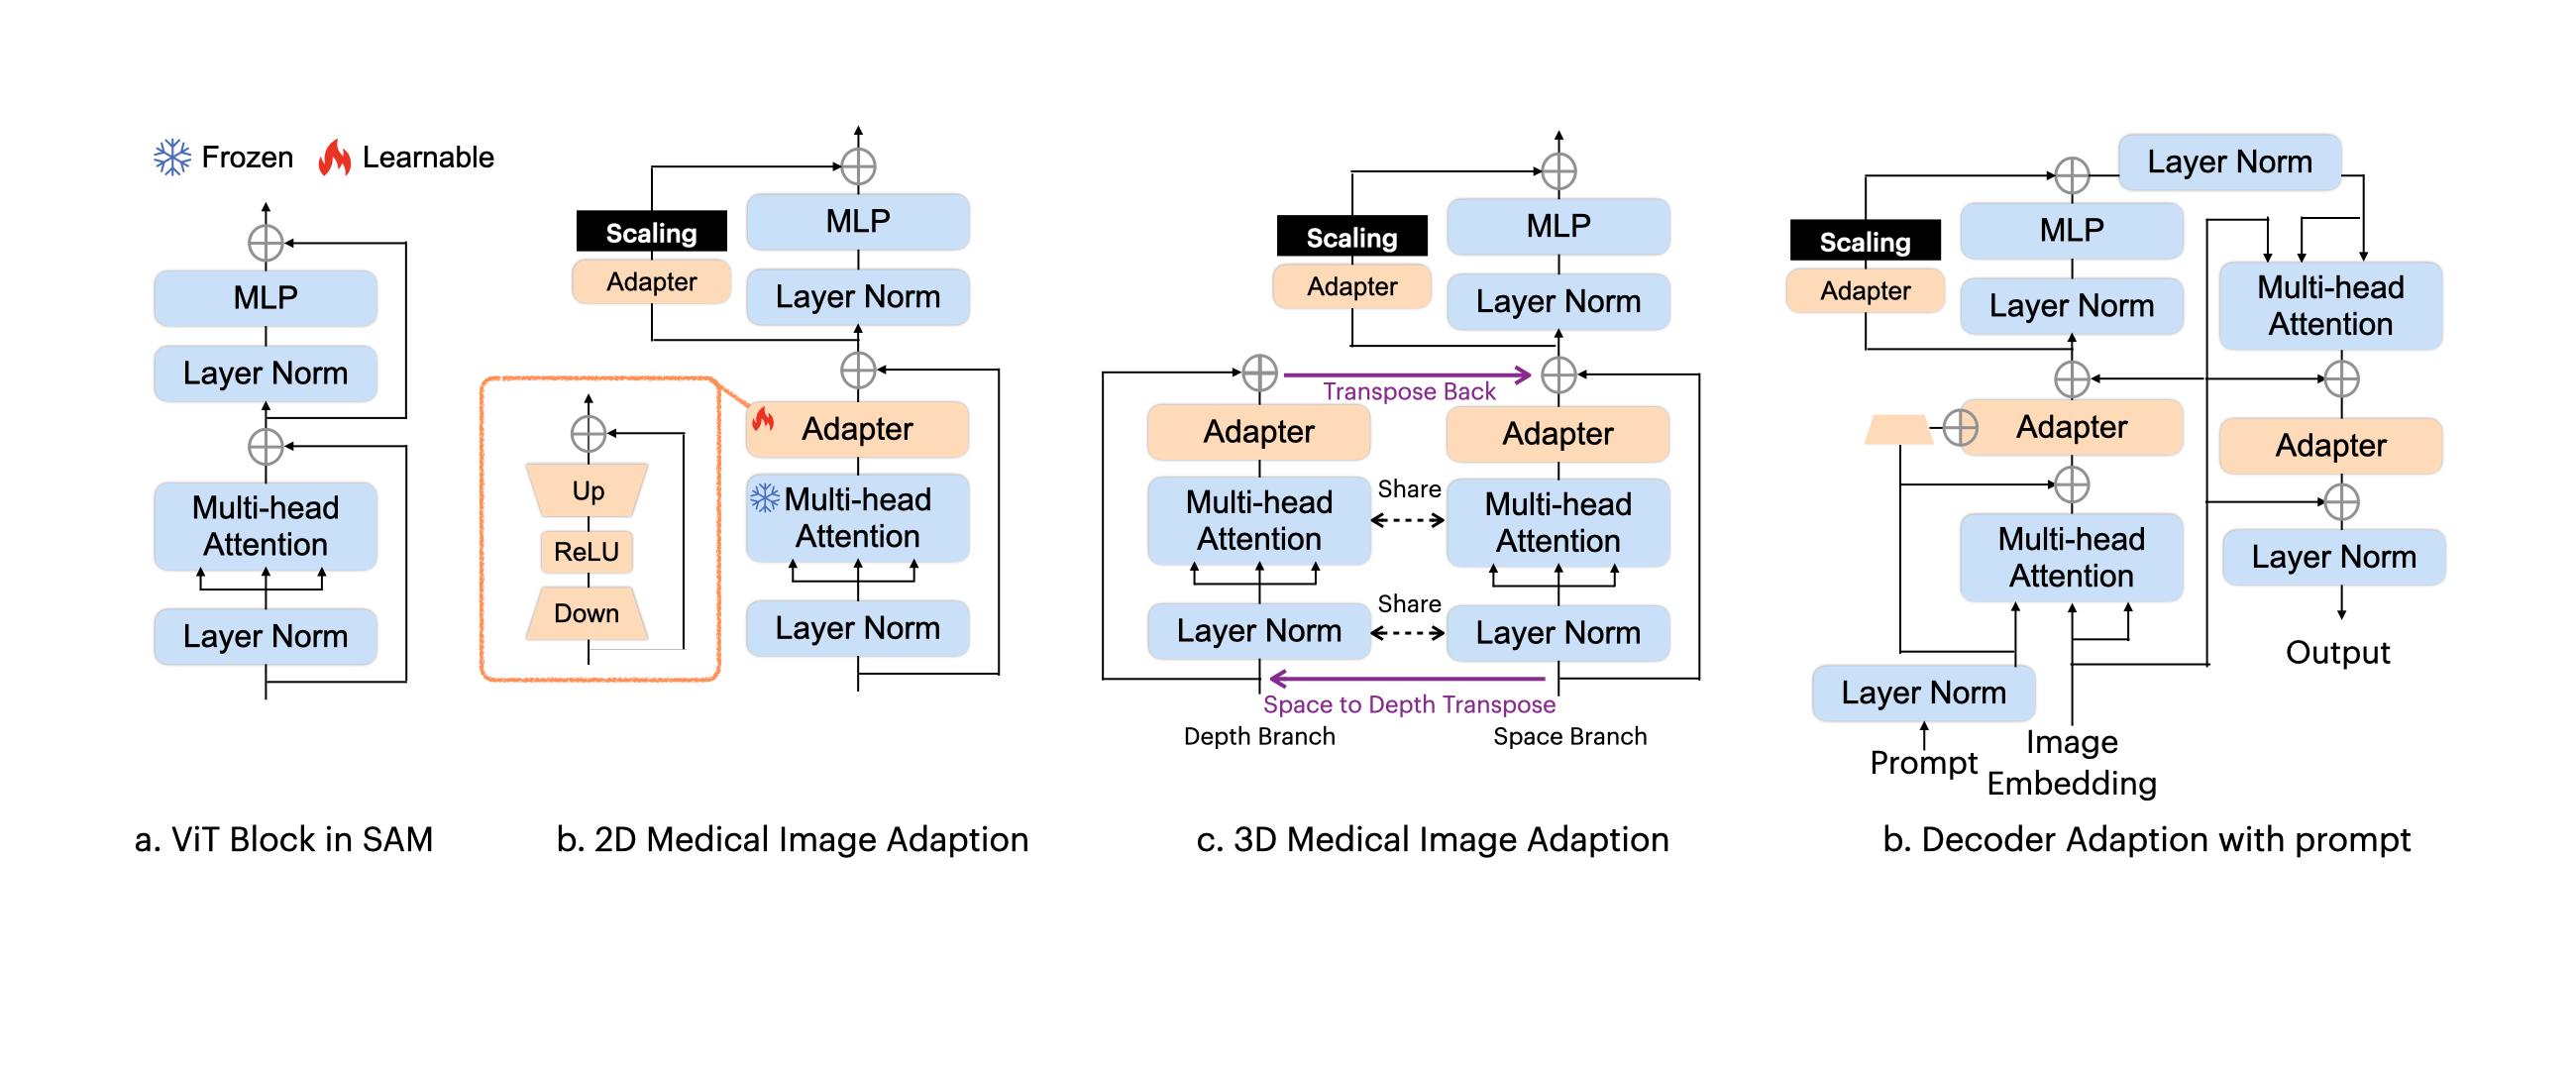 Frozen
Learnable
MLP
Layer Norm
Multi-head
Attention
Layer Norm
a. ViT Block in SAM
Scaling
Adapter
MLP
Layer Norm
Adapter
Multi-head
Attention
Layer Norm
Up
ReLU
Down
b. 2D Medical Image Adaption
Scaling
Adapter
MLP
Layer Norm
Transpose Back
Adapter
Adapter
Multi-head
Attention
Share
Multi-head
Attention
Layer Norm
Share
Layer Norm
Space to Depth Transpose
Depth Branch
Space Branch
c. 3D Medical Image Adaption
Layer Norm
Scaling
Adapter
MLP
Layer Norm
Multi-head
Attention
Adapter
Adapter
Multi-head
Attention
Layer Norm
Output
Layer Norm
Prompt
Image
Embedding
b. Decoder Adaption with prompt